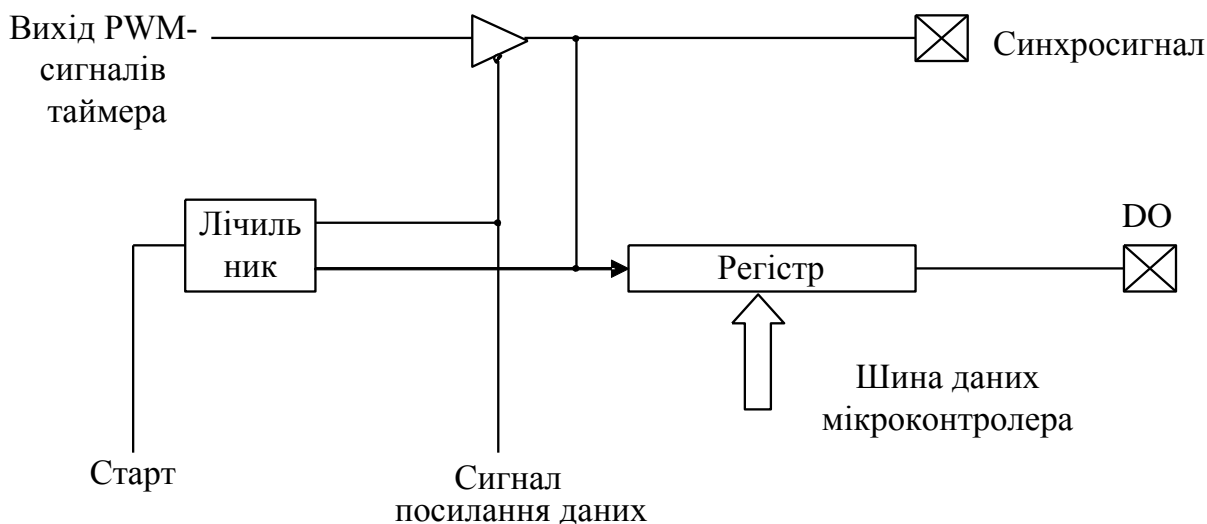 Вихід PWM-
сигналів
таймера
Синхросигнал
Лічиль
ник
DO
Регістр
Шина даних
мікроконтролера
Старт
Сигнал
посилання даних